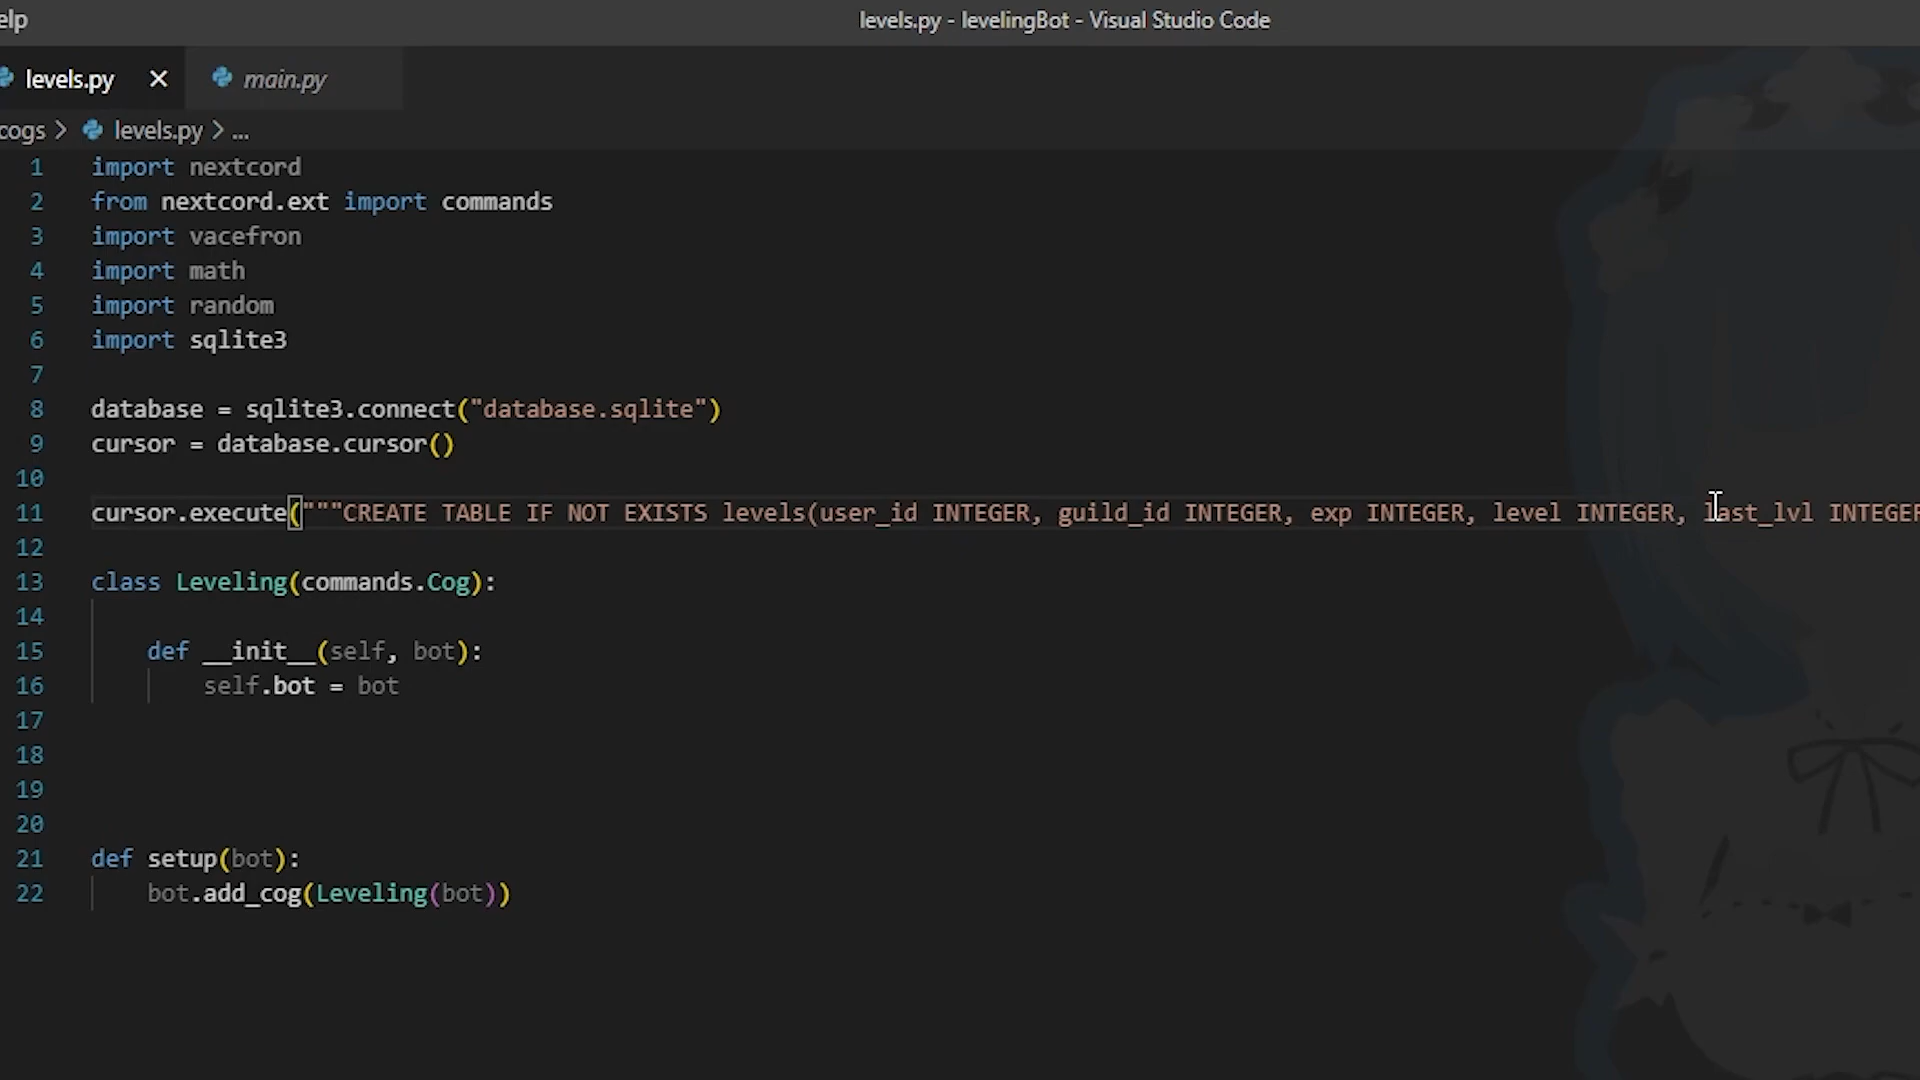 elp
levels.py - levelingBot - Visual Studio Code
levels.py
main.py
cogs > levels.py > ...
1 import nextcord
2 from nextcord.ext import commands
3 import vacefron
4 import math
5 import random
6 import sqlite3
7
8 database = sqlite3.connect("database.sqlite")
9 cursor = database.cursor()
10
11 cursor.execute("""CREATE TABLE IF NOT EXISTS levels(user_id INTEGER, guild_id INTEGER, exp INTEGER, level INTEGER, last_lvl INTEGER
12
13 class Leveling(commands.Cog):
14
15 def __init__(self, bot):
16 self.bot = bot
17
18
19
20
21 def setup(bot):
22 bot.add_cog(Leveling(bot))